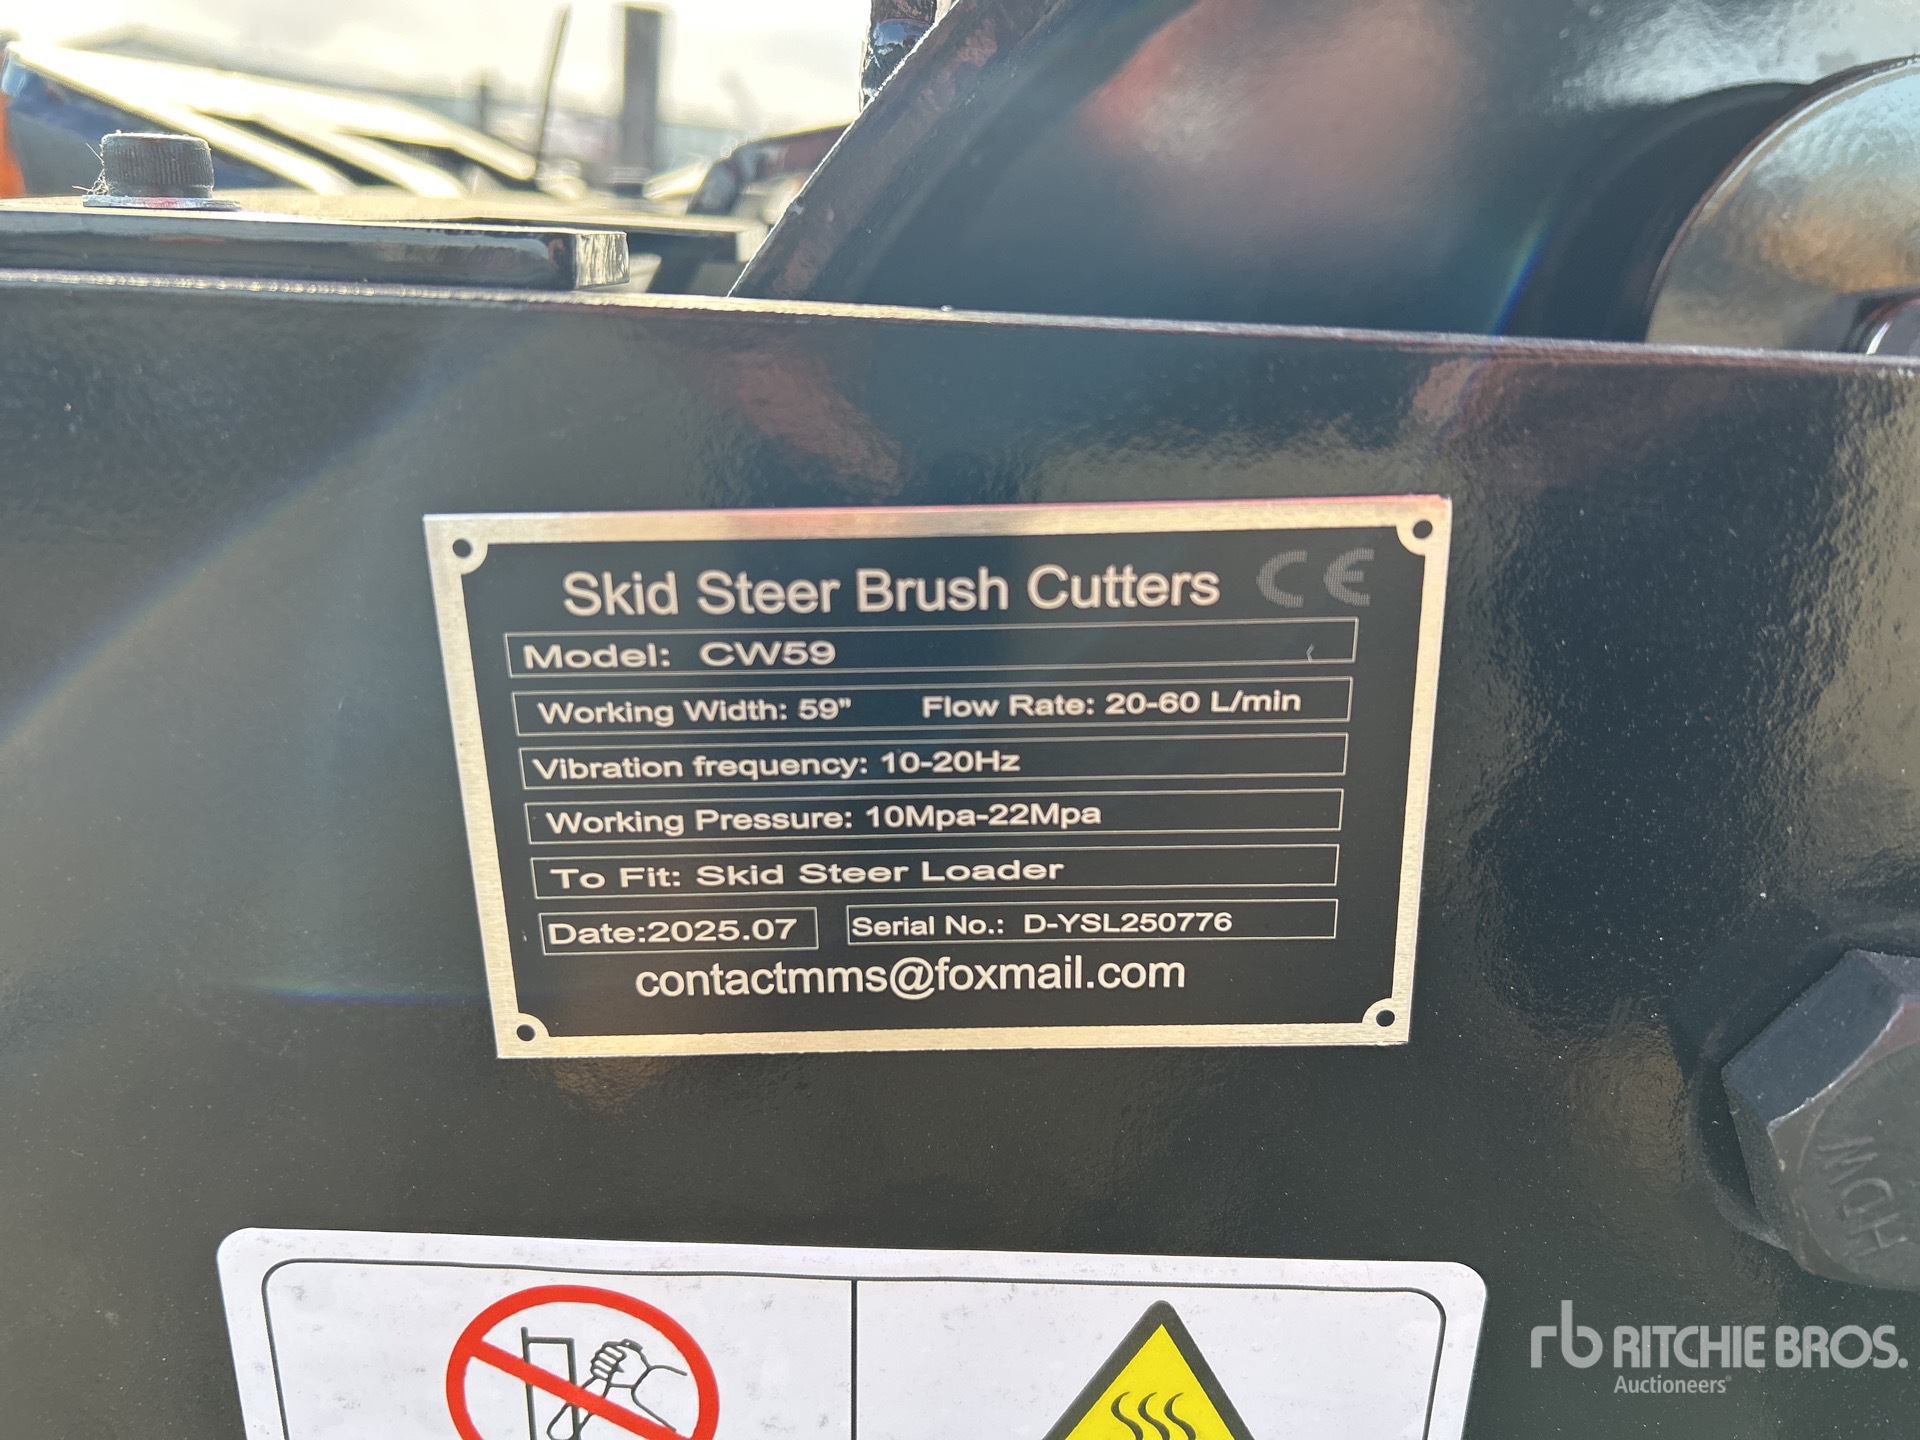 Skid Steer Brush Cutters CE
Model: CW59
Working Width: 59" Flow Rate: 20-60 L/min
Vibration frequency: 10-20Hz
Working Pressure: 10Mpa-22Mpa
To Fit: Skid Steer Loader
Date:2025.07 Serial No.: D-YSL250776
contactmms@foxmail.com
HDW
rb RITCHIE BROS.
Auctioneers